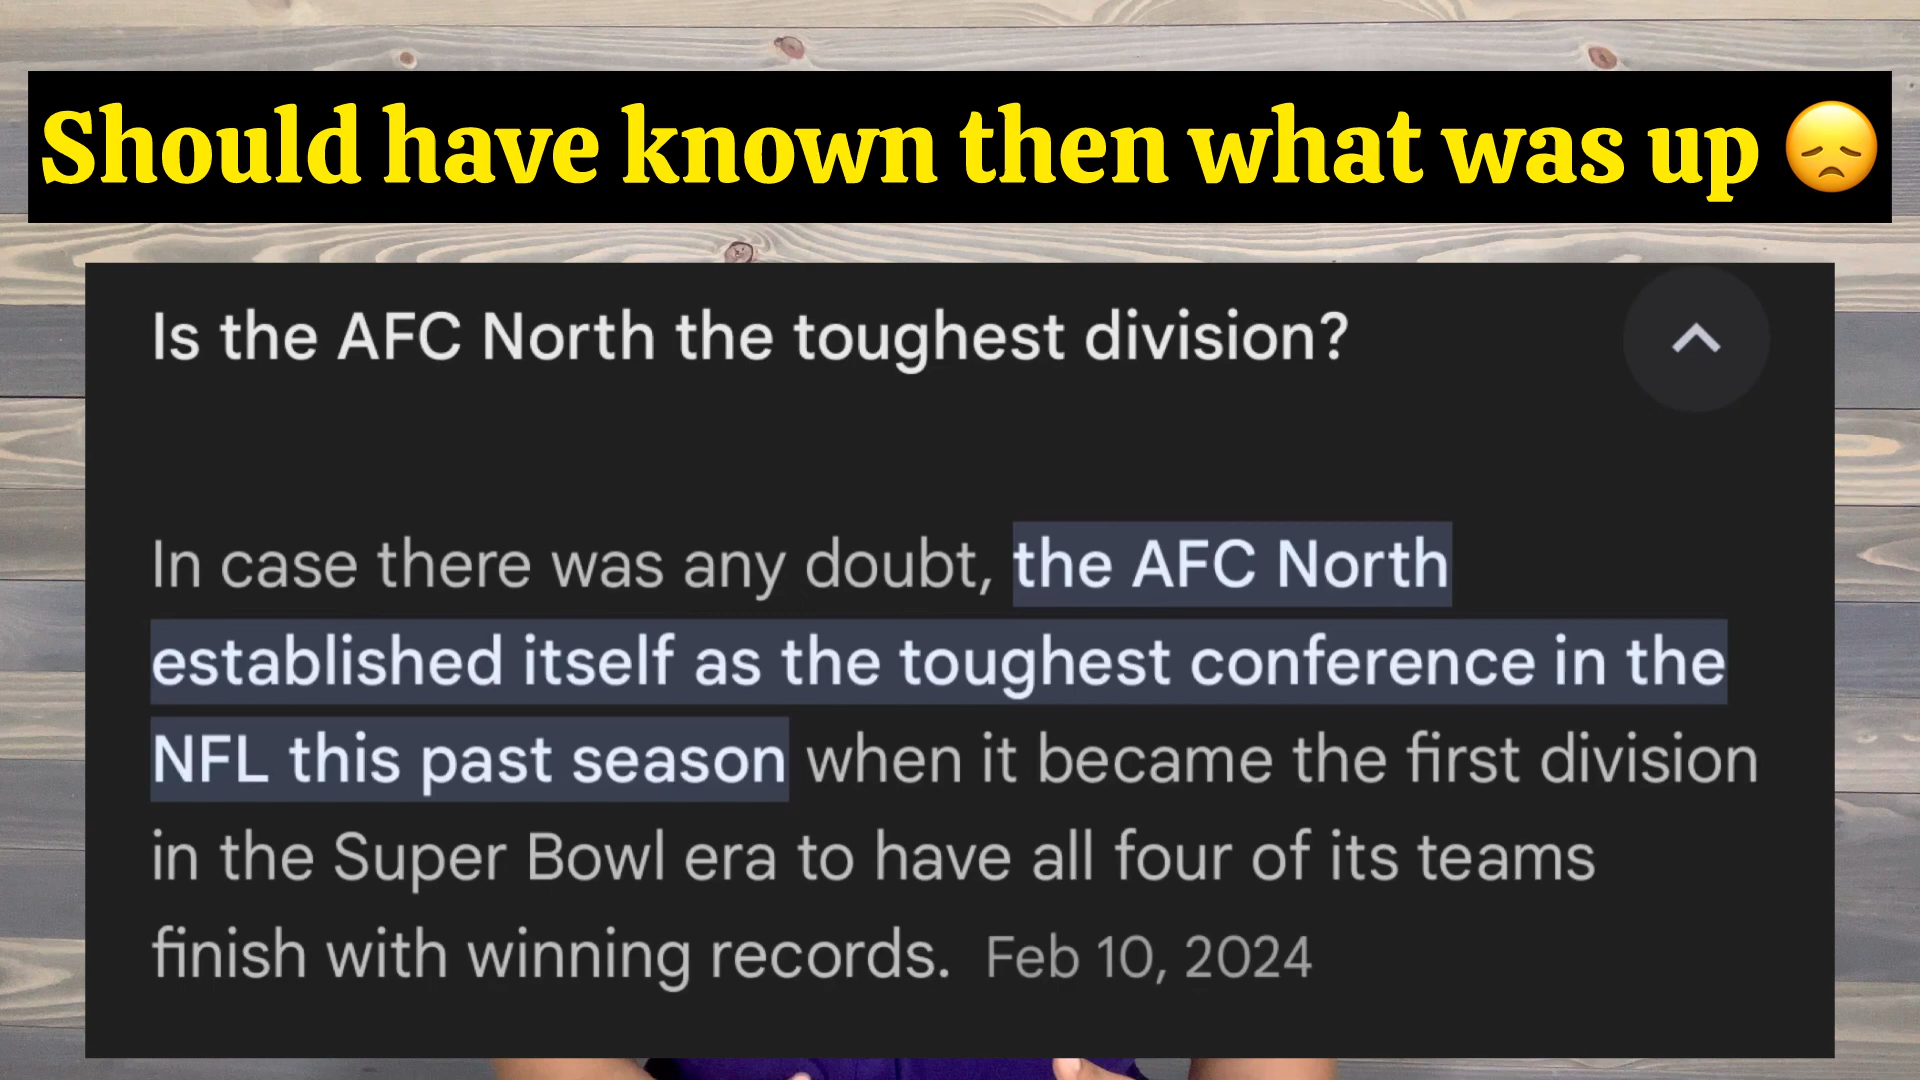 Should have known then what was up 😞
Is the AFC North the toughest division?
In case there was any doubt, the AFC North
established itself as the toughest conference in the
NFL this past season when it became the first division
in the Super Bowl era to have all four of its teams
finish with winning records. Feb 10, 2024